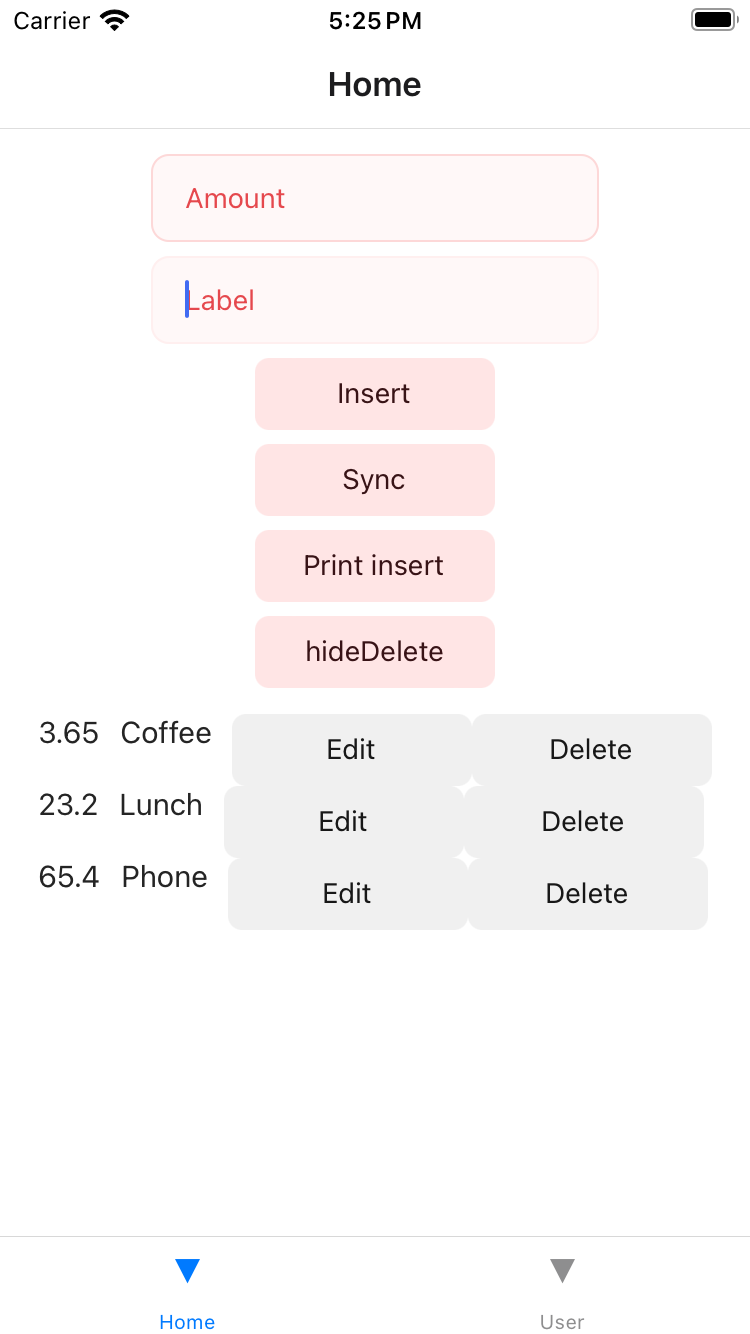 Carrier 5:25 PM
Home
Amount
Label
Insert
Sync
Print insert
hideDelete
3.65 Coffee Edit Delete
23.2 Lunch Edit Delete
65.4 Phone Edit Delete
Home User